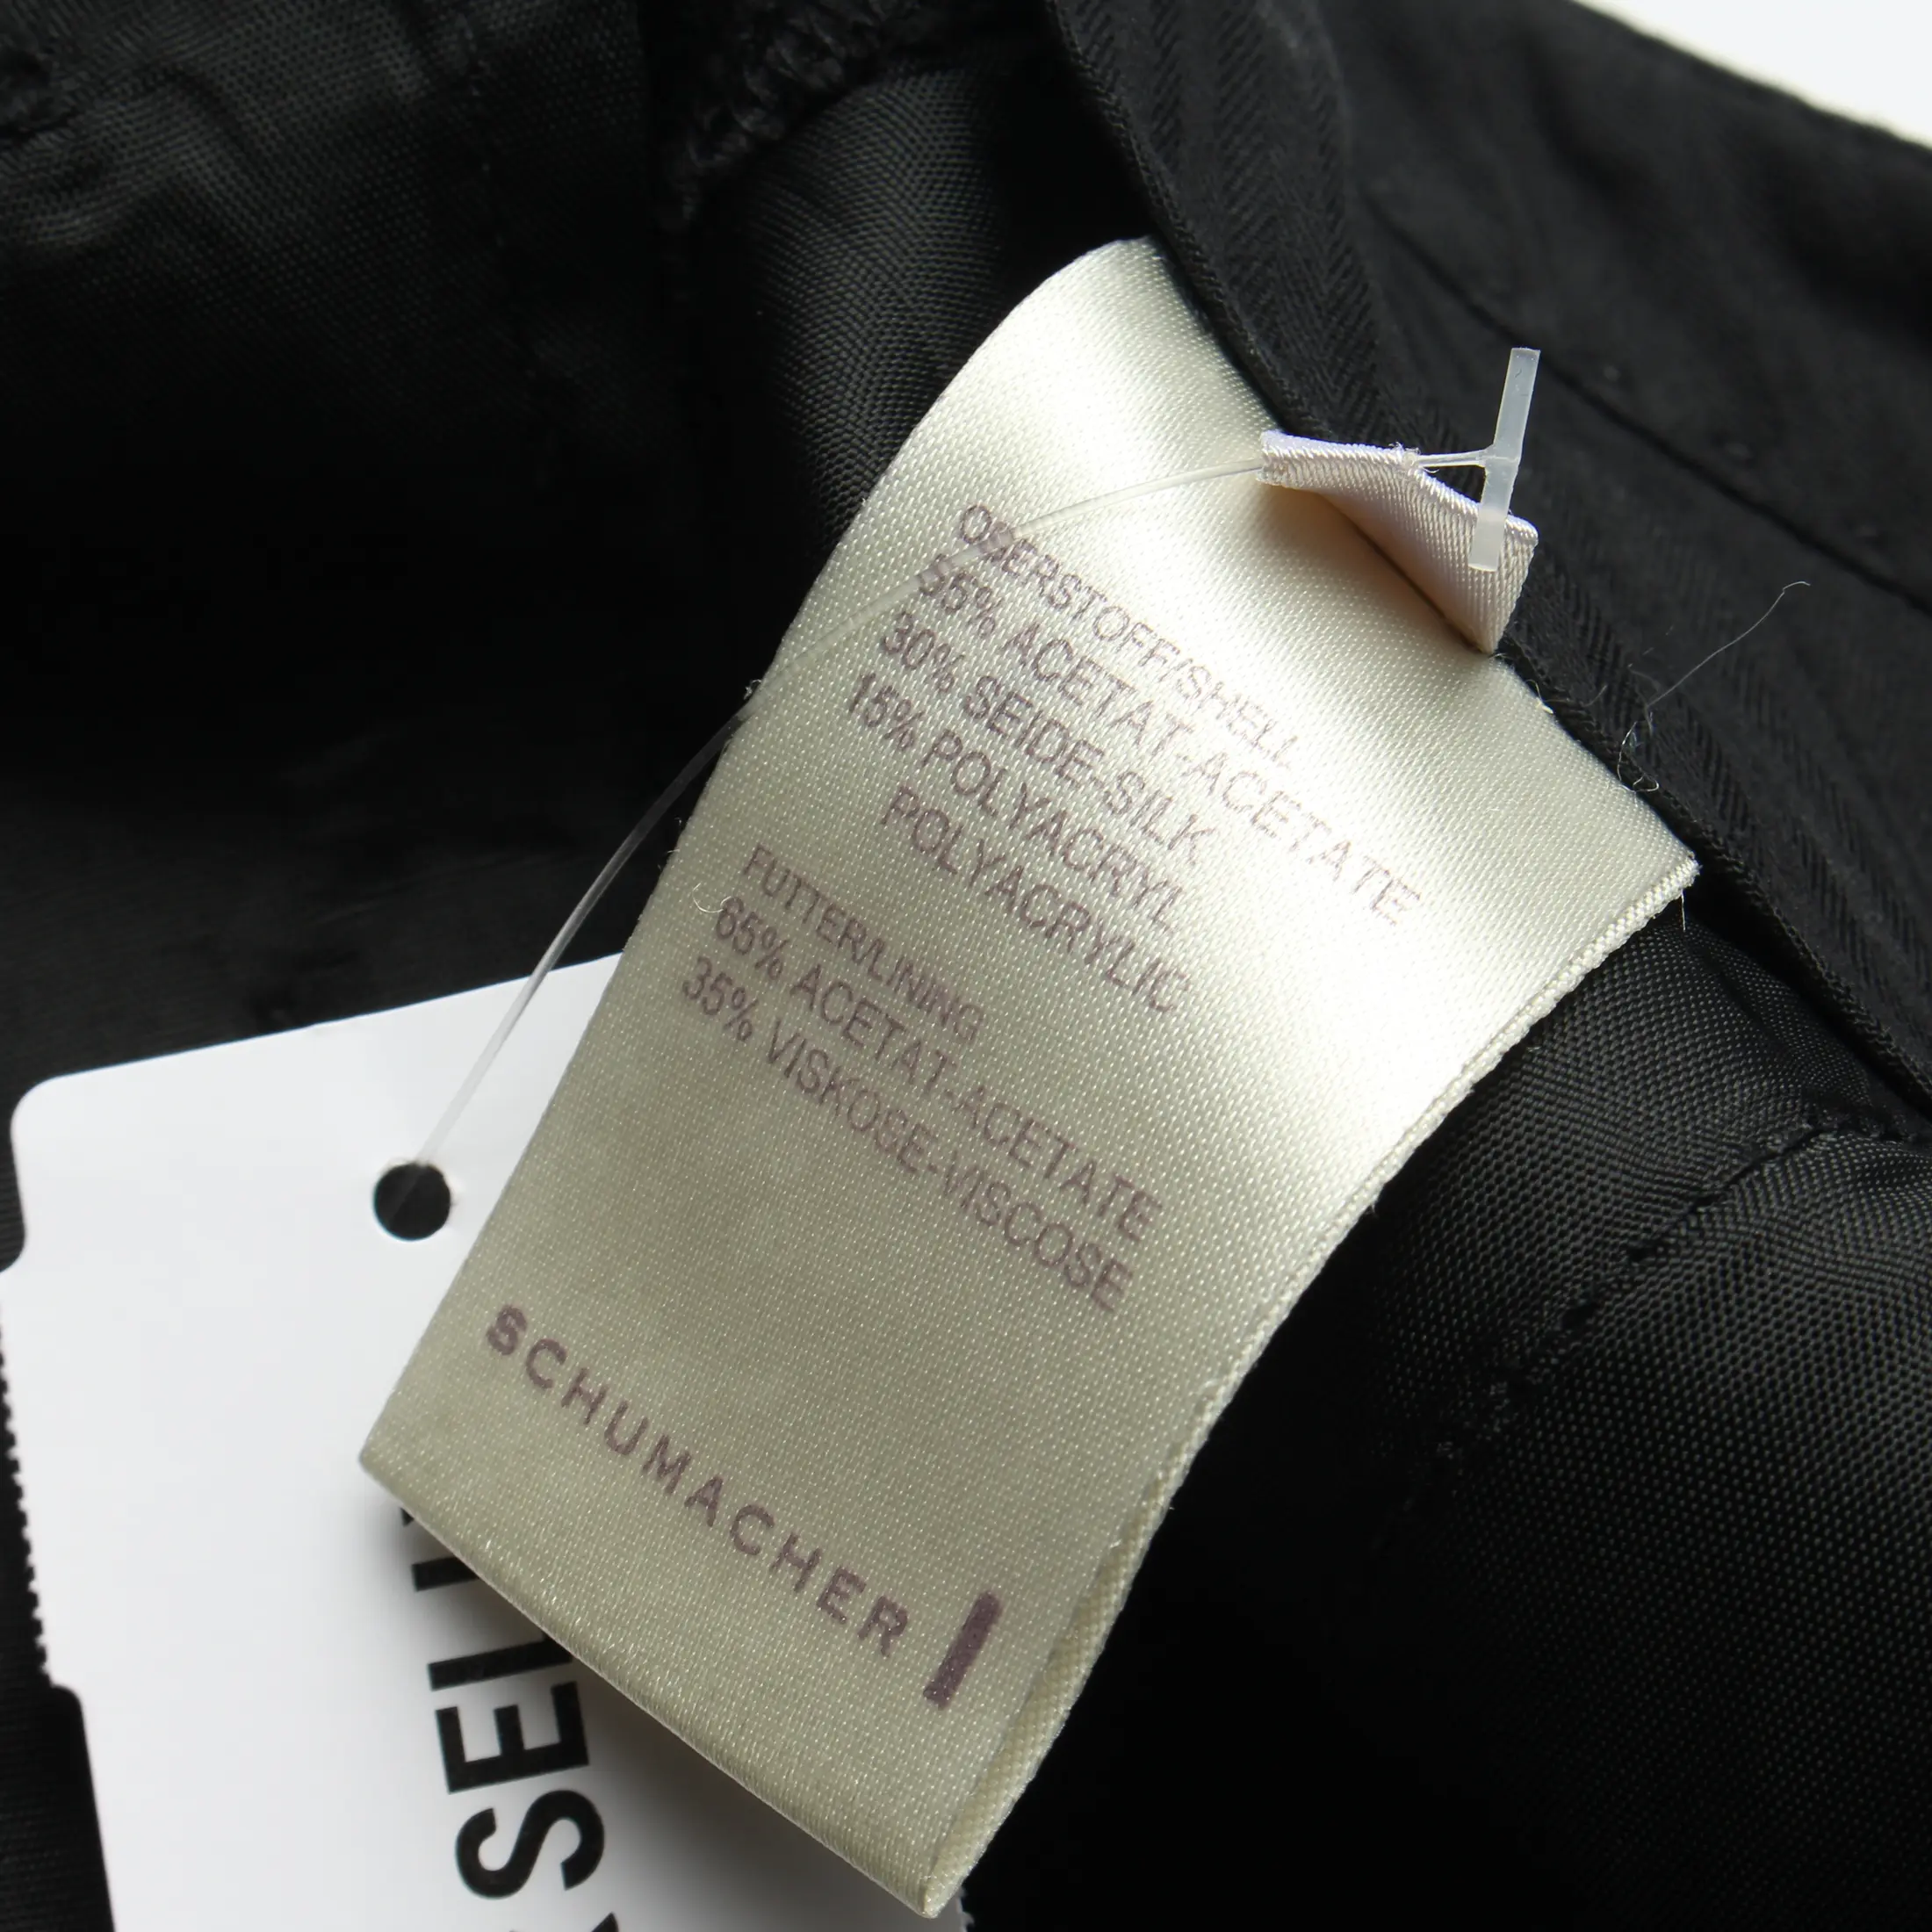 OBERSTOFF/SHELL
55% ACETAT-ACETATE
30% SEIDE-SILK
15% POLYACRYL
POLYACRYLIC
FUTTER/LINING
65% ACETAT-ACETATE
35% VISKOSE-VISCOSE
SCHUMACHER